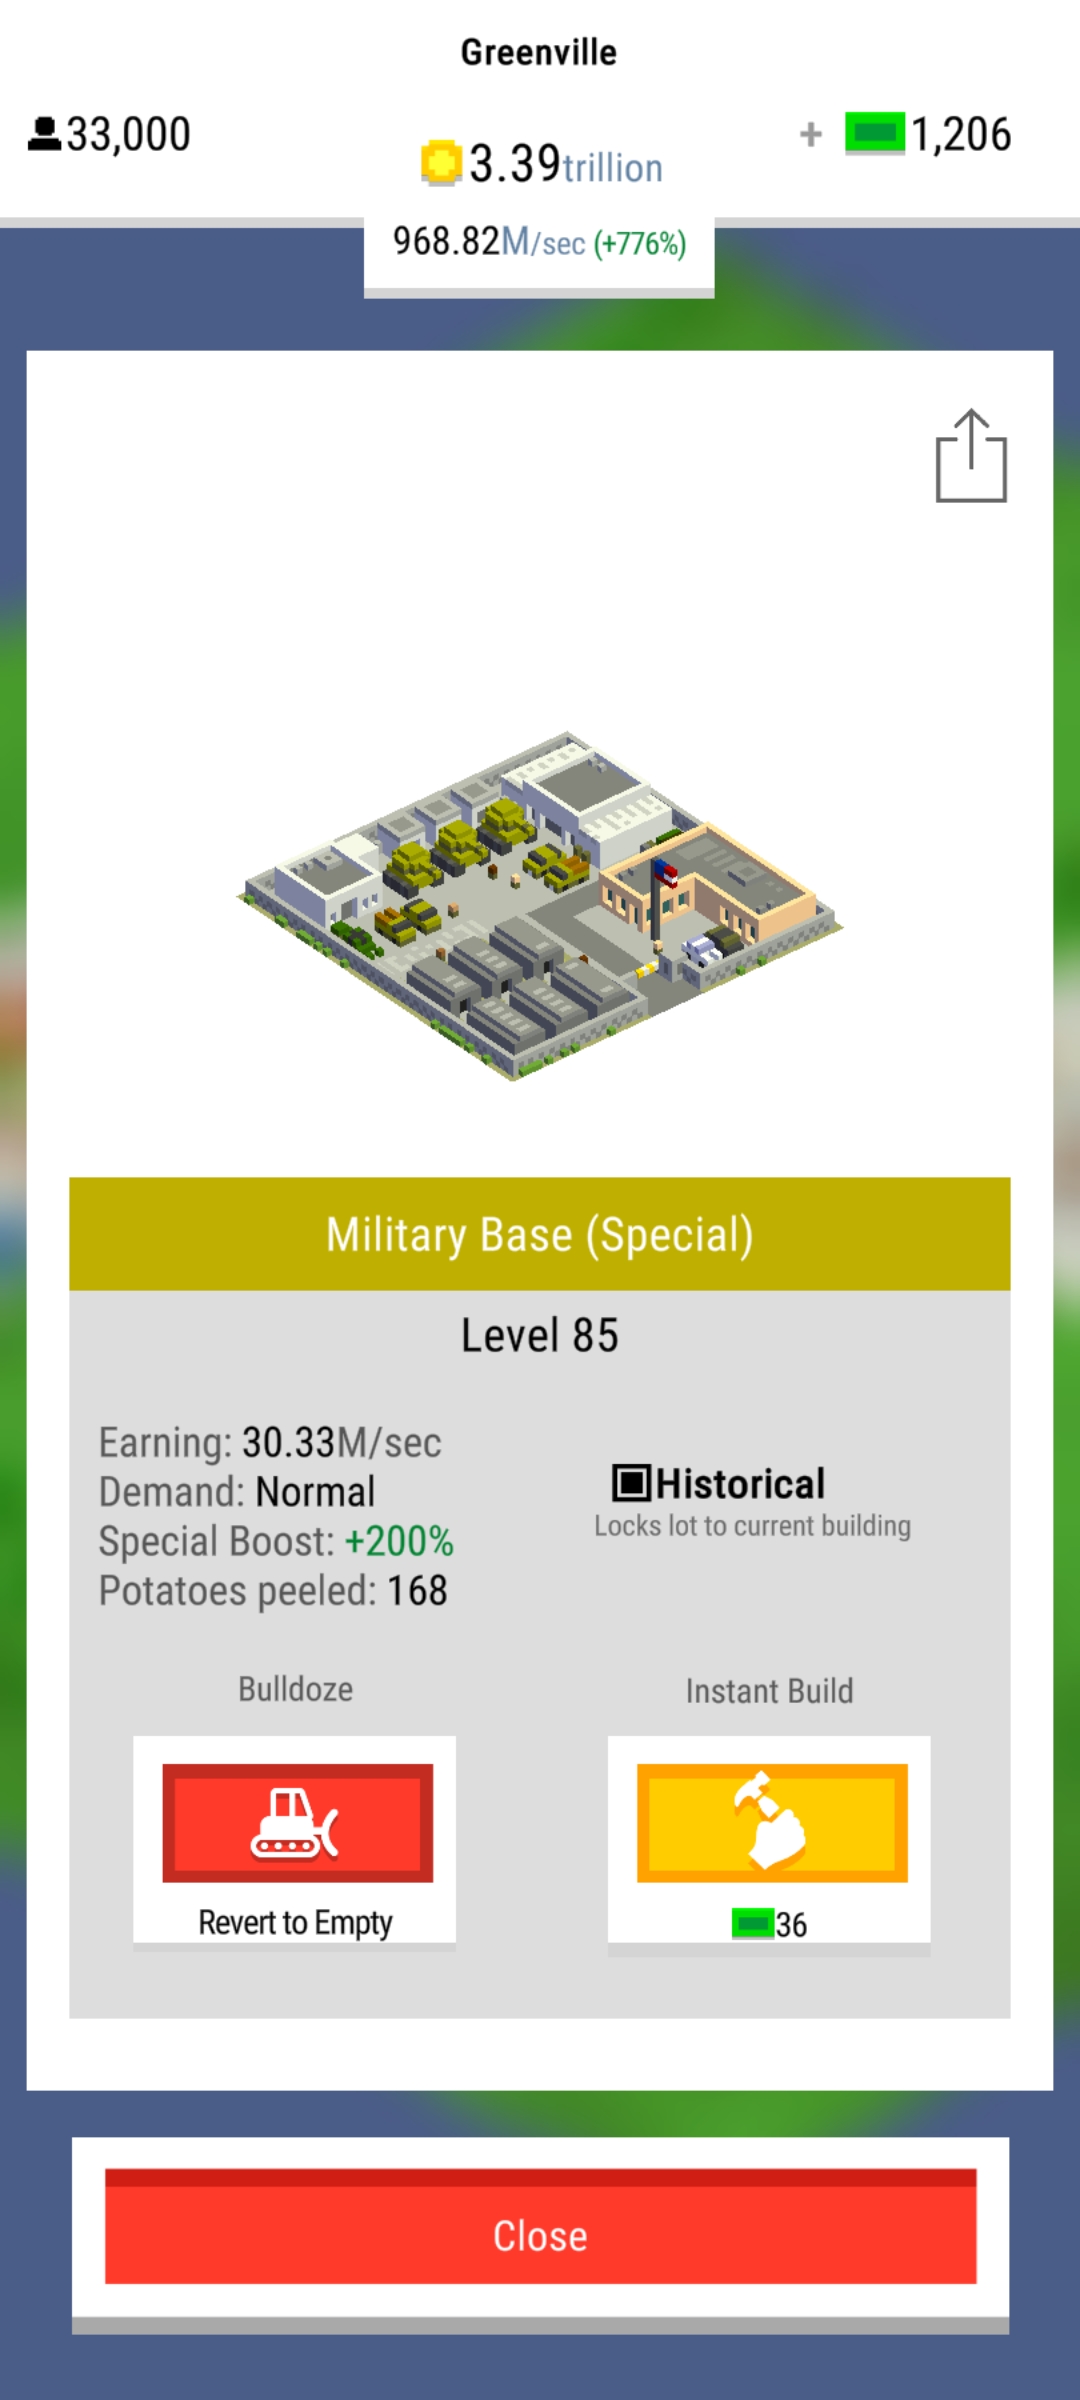 Greenville
33,000
3.39trillion
+ 1,206
968.82M/sec (+776%)
Military Base (Special)
Level 85
Earning: 30.33M/sec
Demand: Normal
Special Boost: +200%
Potatoes peeled: 168
Historical
Locks lot to current building
Bulldoze
Revert to Empty
Instant Build
36
Close